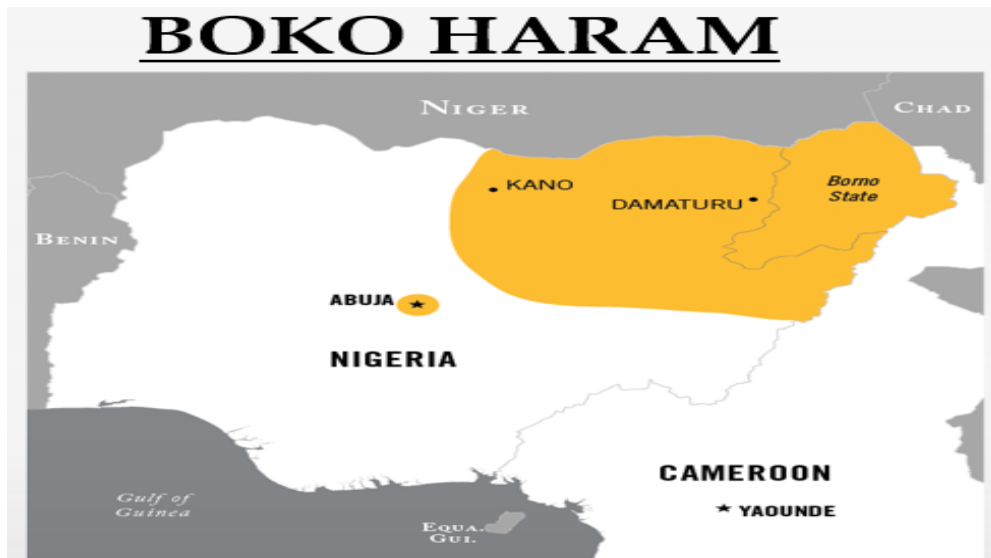 BOKO HARAM
NIGER
CHAD
KANO
Borno
State
DAMATURU
BENIN
ABUJA
NIGERIA
CAMEROON
Gulf of
Guinea
YAOUNDE
EQUA.
GUI.